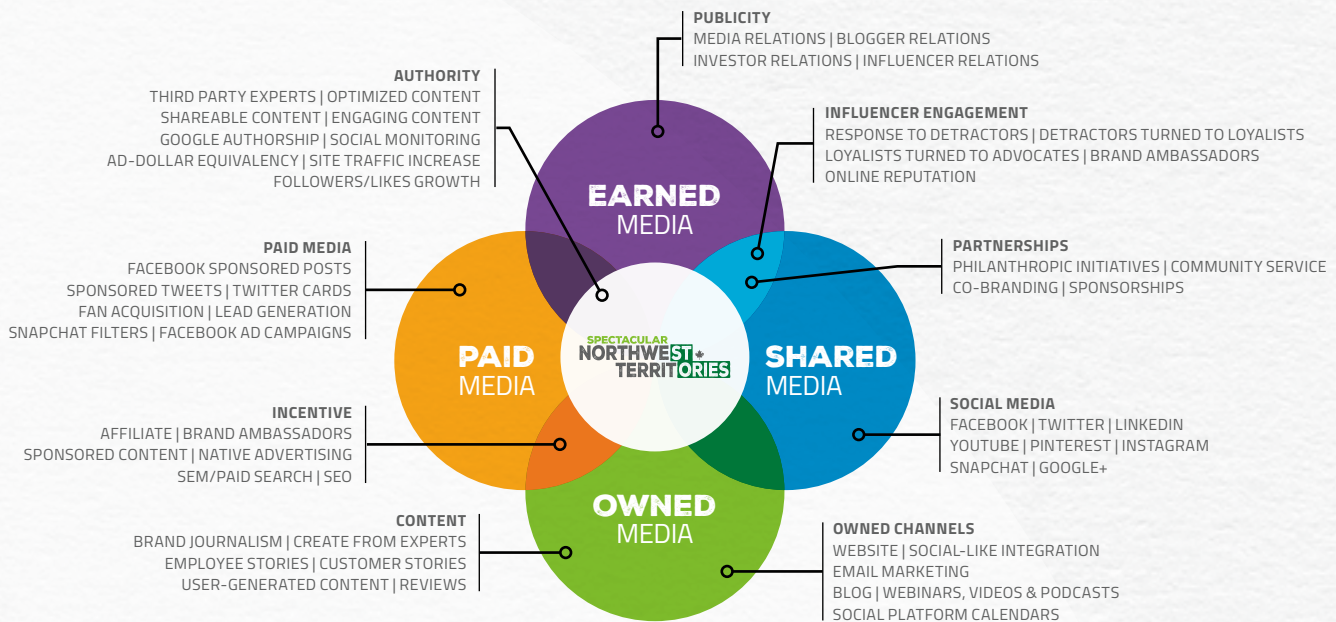 PUBLICITY
MEDIA RELATIONS | BLOGGER RELATIONS
INVESTOR RELATIONS | INFLUENCER RELATIONS
AUTHORITY
THIRD PARTY EXPERTS | OPTIMIZED CONTENT
SHAREABLE CONTENT | ENGAGING CONTENT
GOOGLE AUTHORSHIP | SOCIAL MONITORING
AD-DOLLAR EQUIVALENCY | SITE TRAFFIC INCREASE
FOLLOWERS/LIKES GROWTH
INFLUENCER ENGAGEMENT
RESPONSE TO DETRACTORS | DETRACTORS TURNED TO LOYALISTS
LOYALISTS TURNED TO ADVOCATES | BRAND AMBASSADORS
ONLINE REPUTATION
EARNED
MEDIA
PAID MEDIA
FACEBOOK SPONSORED POSTS
SPONSORED TWEETS | TWITTER CARDS
FAN ACQUISITION | LEAD GENERATION
SNAPCHAT FILTERS | FACEBOOK AD CAMPAIGNS
PARTNERSHIPS
PHILANTHROPIC INITIATIVES | COMMUNITY SERVICE
CO-BRANDING | SPONSORSHIPS
PAID
MEDIA
SPECTACULAR
NORTHWEST
TERRITORIES
SHARED
MEDIA
INCENTIVE
AFFILIATE | BRAND AMBASSADORS
SPONSORED CONTENT | NATIVE ADVERTISING
SEM/PAID SEARCH | SEO
SOCIAL MEDIA
FACEBOOK | TWITTER | LINKEDIN
YOUTUBE | PINTEREST | INSTAGRAM
SNAPCHAT | GOOGLE+
OWNED
MEDIA
CONTENT
BRAND JOURNALISM | CREATE FROM EXPERTS
EMPLOYEE STORIES | CUSTOMER STORIES
USER-GENERATED CONTENT | REVIEWS
OWNED CHANNELS
WEBSITE | SOCIAL-LIKE INTEGRATION
EMAIL MARKETING
BLOG | WEBINARS, VIDEOS & PODCASTS
SOCIAL PLATFORM CALENDARS